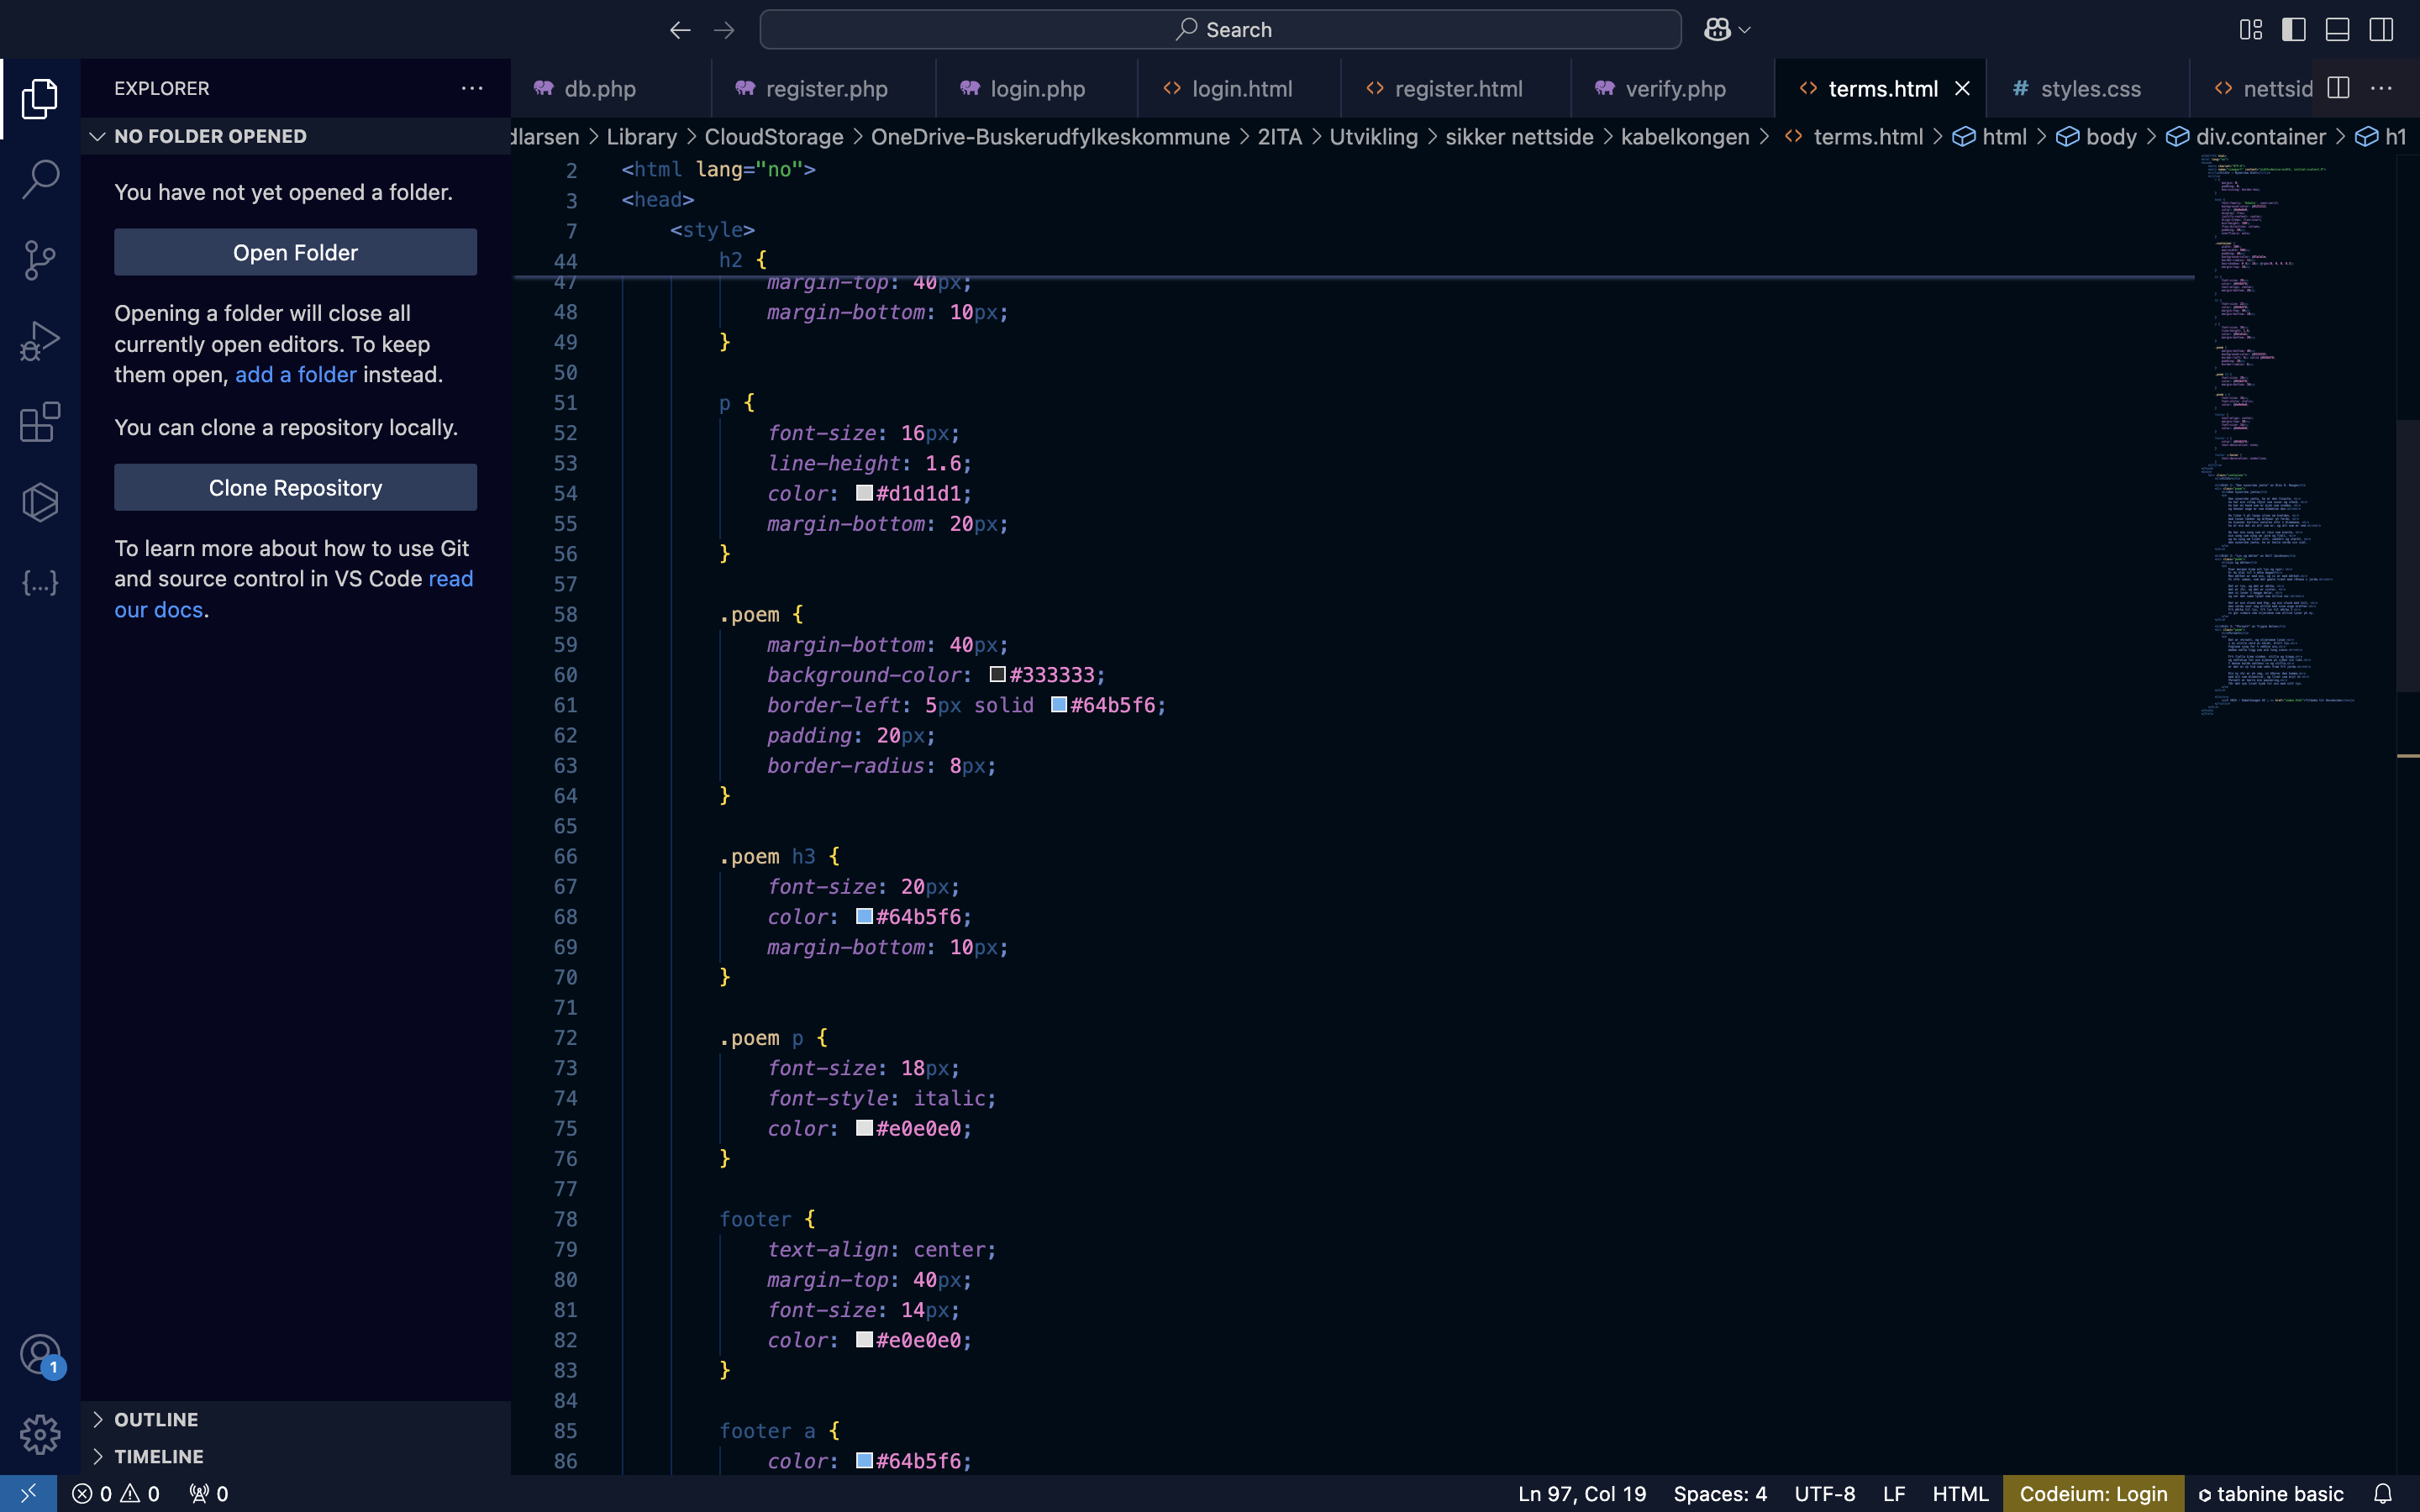 Search
EXPLORER
db.php
register.php
login.php
login.html
register.html
verify.php
terms.html
styles.css
nettsid
NO FOLDER OPENED
dlarsen > Library > CloudStorage > OneDrive-Buskerudfylkeskommune > 2ITA > Utvikling > sikker nettside > kabelkongen > terms.html > html > body > div.container > h1
You have not yet opened a folder.
Open Folder
Opening a folder will close all
currently open editors. To keep
them open, add a folder instead.
You can clone a repository locally.
Clone Repository
To learn more about how to use Git
and source control in VS Code read
our docs.
2 <html lang="no">
3 <head>
7 <style>
44 h2 {
47 margin-top: 40px;
48 margin-bottom: 10px;
49 }
50
51 p {
52 font-size: 16px;
53 line-height: 1.6;
54 color: #d1d1d1;
55 margin-bottom: 20px;
56 }
57
58 .poem {
59 margin-bottom: 40px;
60 background-color: #333333;
61 border-left: 5px solid #64b5f6;
62 padding: 20px;
63 border-radius: 8px;
64 }
65
66 .poem h3 {
67 font-size: 20px;
68 color: #64b5f6;
69 margin-bottom: 10px;
70 }
71
72 .poem p {
73 font-size: 18px;
74 font-style: italic;
75 color: #e0e0e0;
76 }
77
78 footer {
79 text-align: center;
80 margin-top: 40px;
81 font-size: 14px;
82 color: #e0e0e0;
83 }
84
85 footer a {
86 color: #64b5f6;
1
OUTLINE
TIMELINE
0 0 0
Ln 97, Col 19 Spaces: 4 UTF-8 LF HTML Codeium: Login tabnine basic